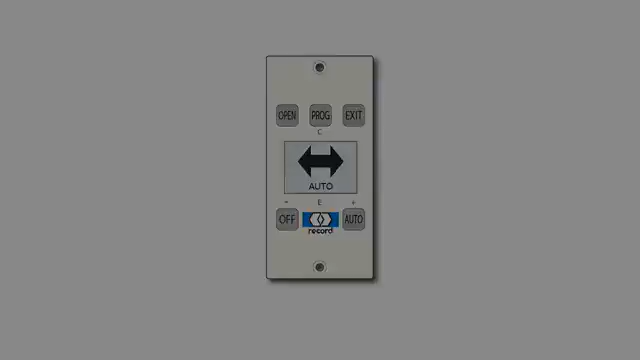 OPEN PROG EXIT
C
AUTO
- E +
OFF AUTO
record